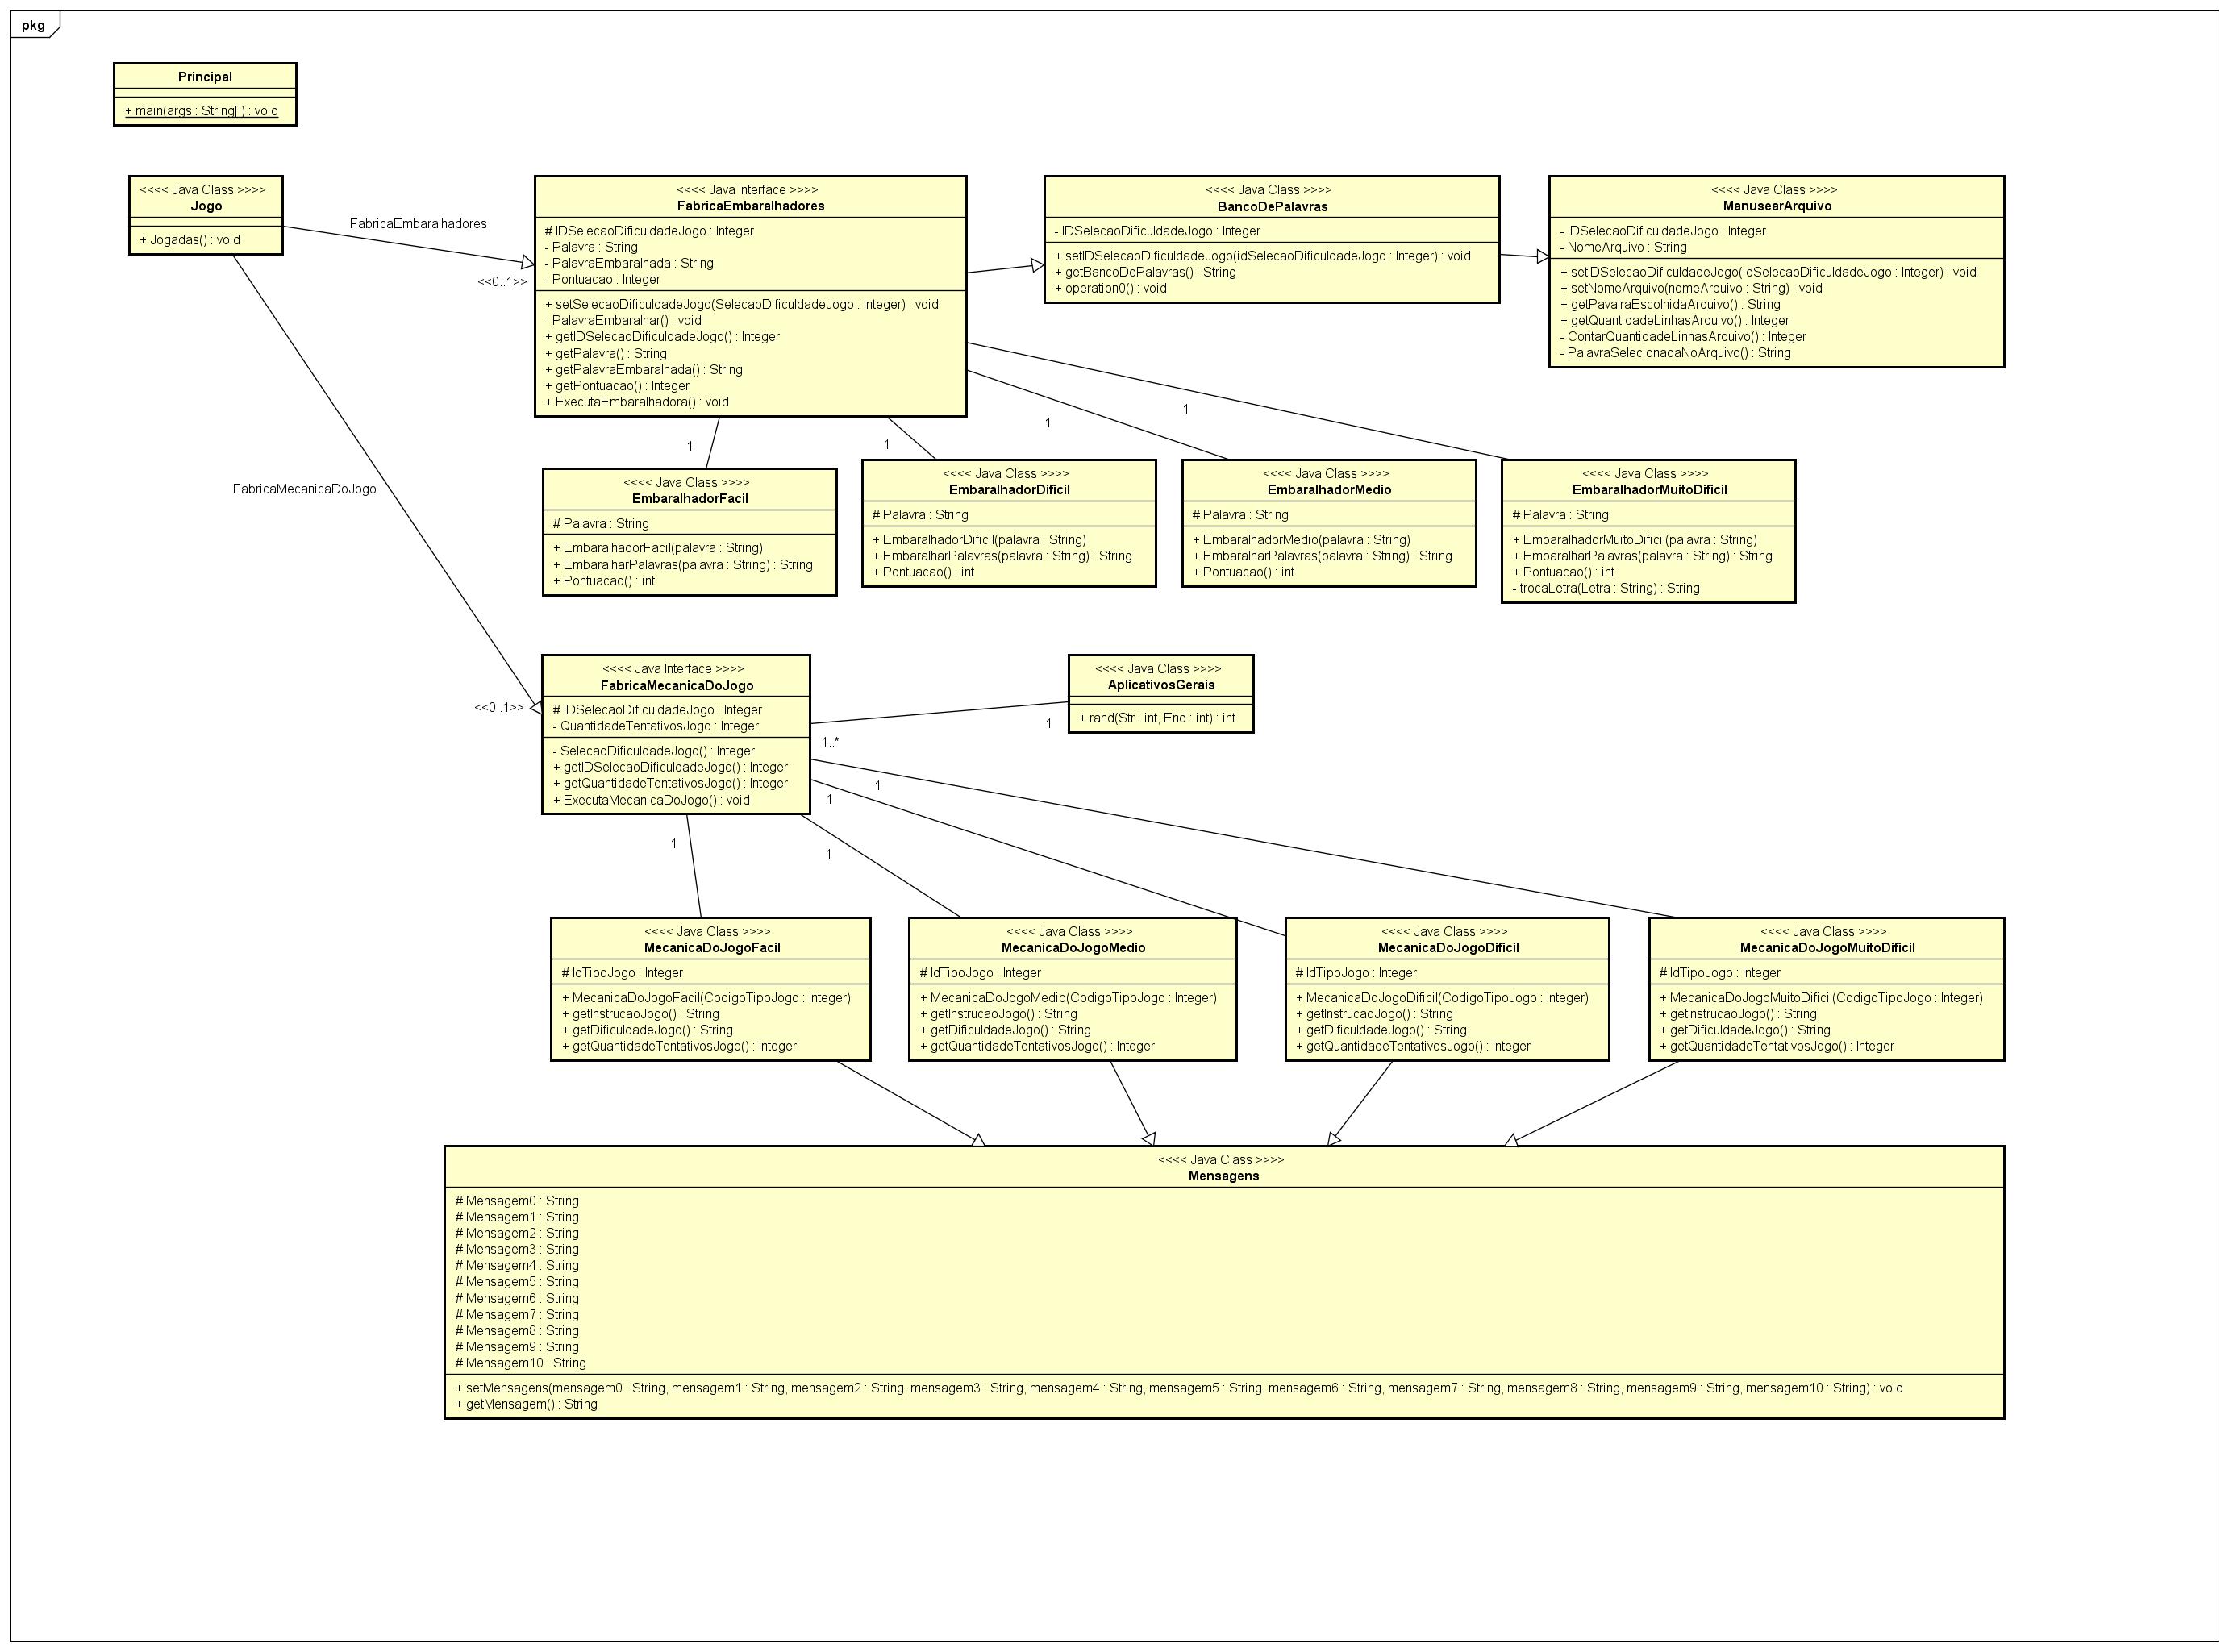 pkg
Principal
+ main(args : String[]) : void
<<<< Java Class >>>>
Jogo
+ Jogadas() : void
FabricaEmbaralhadores
<<0..1>>
<<<< Java Interface >>>>
FabricaEmbaralhadores
# IDSelecaoDificuldadeJogo : Integer
- Palavra : String
- PalavraEmbaralhada : String
- Pontuacao : Integer
+ setSelecaoDificuldadeJogo(SelecaoDificuldadeJogo : Integer) : void
- PalavraEmbaralhar() : void
+ getIDSelecaoDificuldadeJogo() : Integer
+ getPalavra() : String
+ getPalavraEmbaralhada() : String
+ getPontuacao() : Integer
+ ExecutaEmbaralhadora() : void
<<<< Java Class >>>>
BancoDePalavras
- IDSelecaoDificuldadeJogo : Integer
+ setIDSelecaoDificuldadeJogo(idSelecaoDificuldadeJogo : Integer) : void
+ getBancoDePalavras() : String
+ operation0() : void
<<<< Java Class >>>>
ManusearArquivo
- IDSelecaoDificuldadeJogo : Integer
- NomeArquivo : String
+ setIDSelecaoDificuldadeJogo(idSelecaoDificuldadeJogo : Integer) : void
+ setNomeArquivo(nomeArquivo : String) : void
+ getPavalraEscolhidaArquivo() : String
+ getQuantidadeLinhasArquivo() : Integer
- ContarQuantidadeLinhasArquivo() : Integer
- PalavraSelecionadaNoArquivo() : String
1
1
1
1
<<<< Java Class >>>>
EmbaralhadorFacil
# Palavra : String
+ EmbaralhadorFacil(palavra : String)
+ EmbaralharPalavras(palavra : String) : String
+ Pontuacao() : int
<<<< Java Class >>>>
EmbaralhadorDificil
# Palavra : String
+ EmbaralhadorDificil(palavra : String)
+ EmbaralharPalavras(palavra : String) : String
+ Pontuacao() : int
<<<< Java Class >>>>
EmbaralhadorMedio
# Palavra : String
+ EmbaralhadorMedio(palavra : String)
+ EmbaralharPalavras(palavra : String) : String
+ Pontuacao() : int
<<<< Java Class >>>>
EmbaralhadorMuitoDificil
# Palavra : String
+ EmbaralhadorMuitoDificil(palavra : String)
+ EmbaralharPalavras(palavra : String) : String
+ Pontuacao() : int
- trocaLetra(Letra : String) : String
FabricaMecanicaDoJogo
<<0..1>>
<<<< Java Interface >>>>
FabricaMecanicaDoJogo
# IDSelecaoDificuldadeJogo : Integer
- QuantidadeTentativosJogo : Integer
- SelecaoDificuldadeJogo() : Integer
+ getIDSelecaoDificuldadeJogo() : Integer
+ getQuantidadeTentativosJogo() : Integer
+ ExecutaMecanicaDoJogo() : void
<<<< Java Class >>>>
AplicativosGerais
+ rand(Str : int, End : int) : int
1
1..*
1
1
1
1
<<<< Java Class >>>>
MecanicaDoJogoFacil
# IdTipoJogo : Integer
+ MecanicaDoJogoFacil(CodigoTipoJogo : Integer)
+ getInstrucaoJogo() : String
+ getDificuldadeJogo() : String
+ getQuantidadeTentativosJogo() : Integer
<<<< Java Class >>>>
MecanicaDoJogoMedio
# IdTipoJogo : Integer
+ MecanicaDoJogoMedio(CodigoTipoJogo : Integer)
+ getInstrucaoJogo() : String
+ getDificuldadeJogo() : String
+ getQuantidadeTentativosJogo() : Integer
<<<< Java Class >>>>
MecanicaDoJogoDificil
# IdTipoJogo : Integer
+ MecanicaDoJogoDificil(CodigoTipoJogo : Integer)
+ getInstrucaoJogo() : String
+ getDificuldadeJogo() : String
+ getQuantidadeTentativosJogo() : Integer
<<<< Java Class >>>>
MecanicaDoJogoMuitoDificil
# IdTipoJogo : Integer
+ MecanicaDoJogoMuitoDificil(CodigoTipoJogo : Integer)
+ getInstrucaoJogo() : String
+ getDificuldadeJogo() : String
+ getQuantidadeTentativosJogo() : Integer
<<<< Java Class >>>>
Mensagens
# Mensagem0 : String
# Mensagem1 : String
# Mensagem2 : String
# Mensagem3 : String
# Mensagem4 : String
# Mensagem5 : String
# Mensagem6 : String
# Mensagem7 : String
# Mensagem8 : String
# Mensagem9 : String
# Mensagem10 : String
+ setMensagens(mensagem0 : String, mensagem1 : String, mensagem2 : String, mensagem3 : String, mensagem4 : String, mensagem5 : String, mensagem6 : String, mensagem7 : String, mensagem8 : String, mensagem9 : String, mensagem10 : String) : void
+ getMensagem() : String